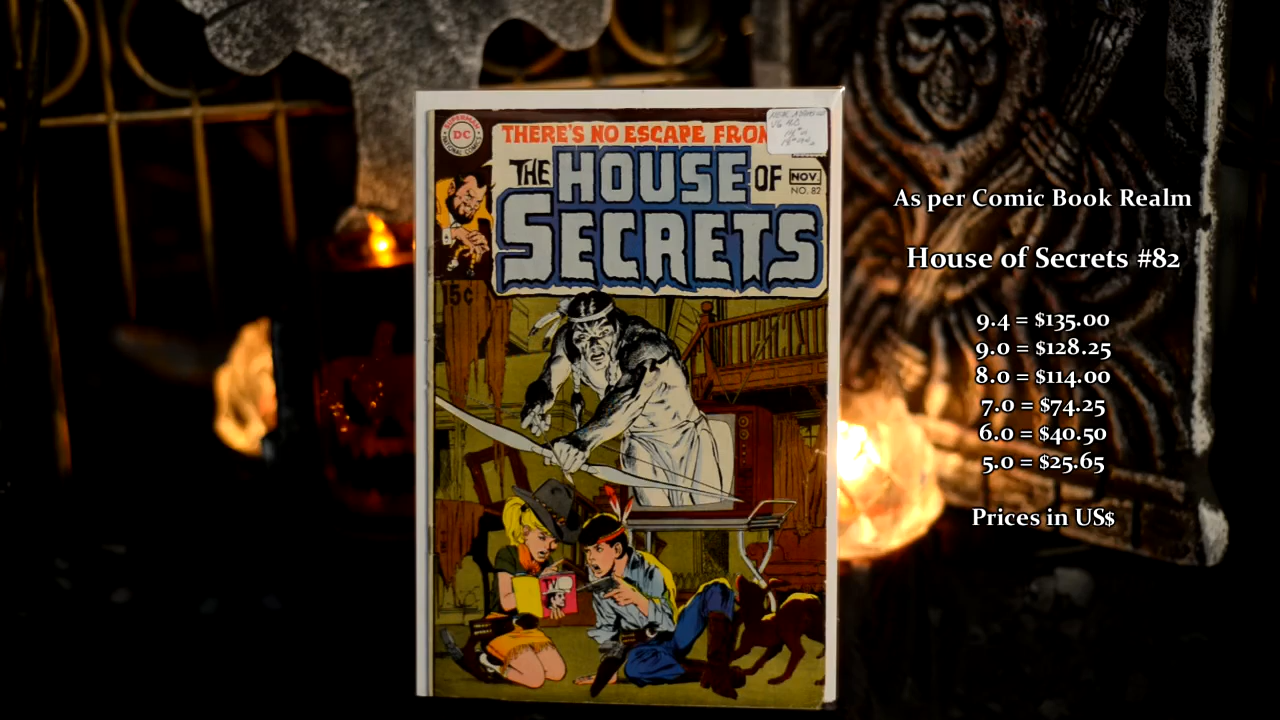 SUPERMAN
DC
NATIONAL COMICS
THERE'S NO ESCAPE FROM
THE HOUSE OF
SECRETS
NOV.
NO. 82
15¢
TV
As per Comic Book Realm
House of Secrets #82
9.4 = $135.00
9.0 = $128.25
8.0 = $114.00
7.0 = $74.25
6.0 = $40.50
5.0 = $25.65
Prices in US$